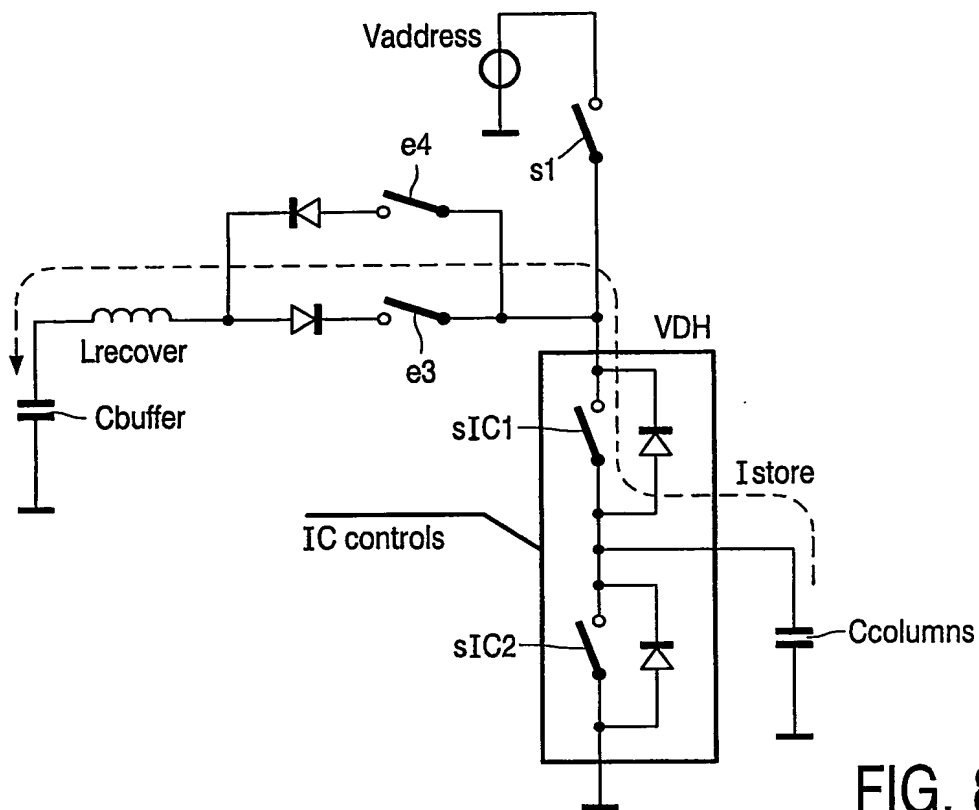 Vaddress
s1
e4
e3
Lrecover
VDH
Cbuffer
sIC1
Istore
IC controls
sIC2
Ccolumns
FIG. 8